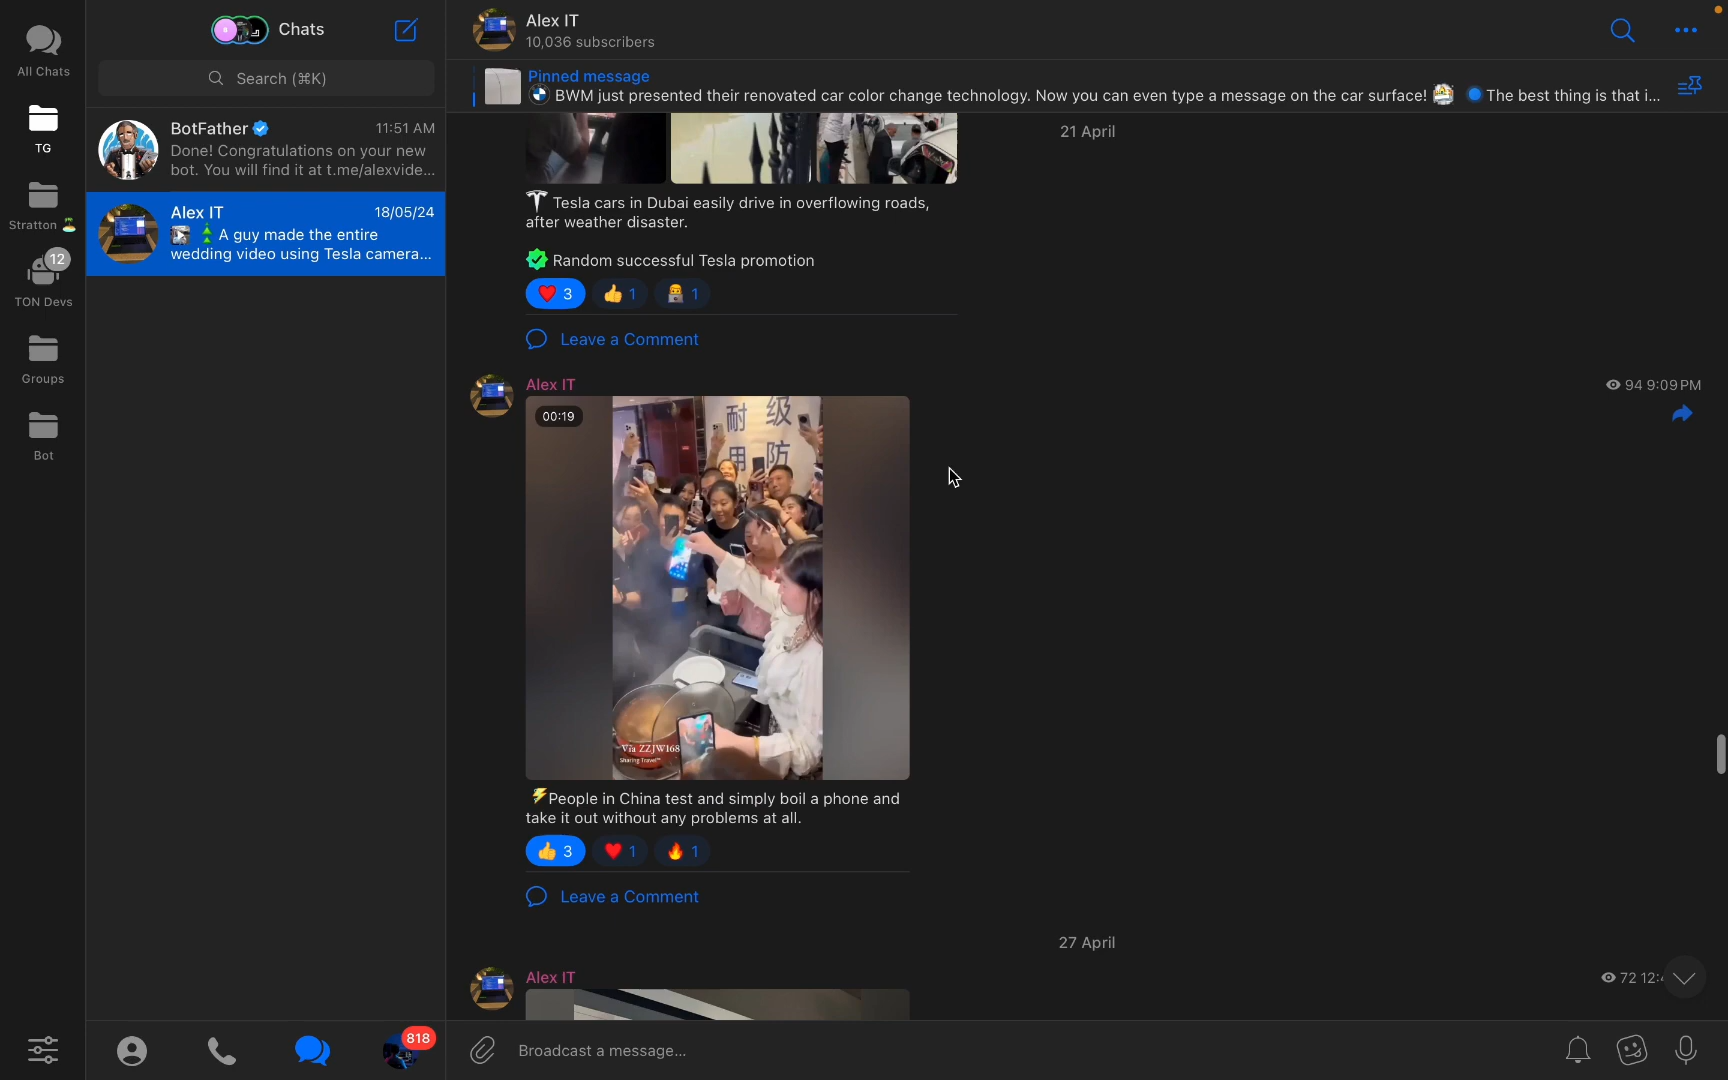 All Chats
TG
Stratton
12
TON Devs
Groups
Bot
Chats
Search (⌘K)
BotFather 11:51 AM
Done! Congratulations on your new
bot. You will find it at t.me/alexvide...
Alex IT 18/05/24
A guy made the entire
wedding video using Tesla camera...
818
Alex IT
10,036 subscribers
Pinned message
BWM just presented their renovated car color change technology. Now you can even type a message on the car surface! The best thing is that i...
21 April
Tesla cars in Dubai easily drive in overflowing roads,
after weather disaster.
Random successful Tesla promotion
3 1 1
Leave a Comment
Alex IT 94 9:09 PM
00:19
耐 级
用 防
Via ZZJW168
Sharing Travel™
People in China test and simply boil a phone and
take it out without any problems at all.
3 1 1
Leave a Comment
27 April
Alex IT 72 12:4
Broadcast a message...